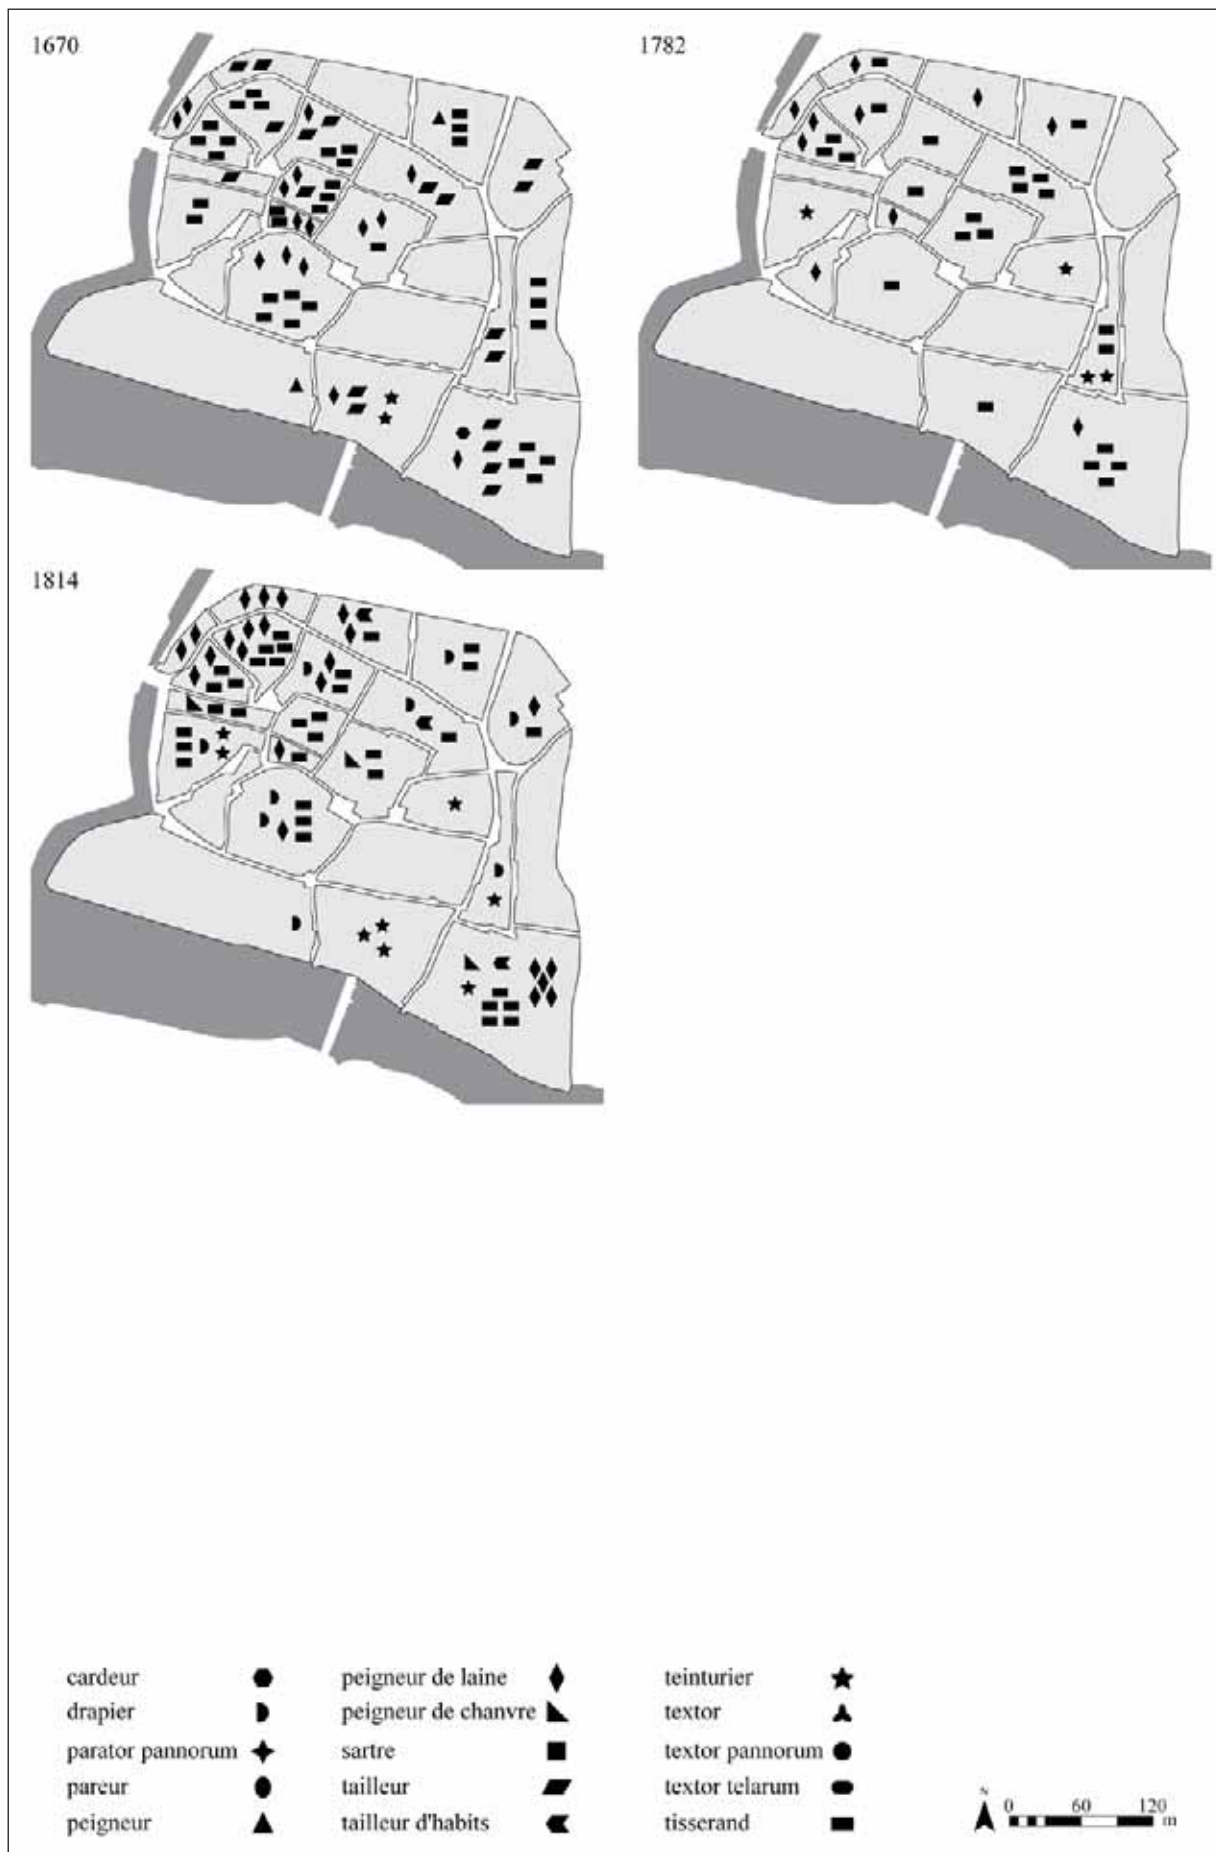 1670
1782
1814
cardeur
drapier
parator pannorum
pareur
peigneur
peigneur de laine
peigneur de chanvre
sartre
tailleur
tailleur d'habits
teinturier
textor
textor pannorum
textor telarum
tisserand
N
0 60 120
m